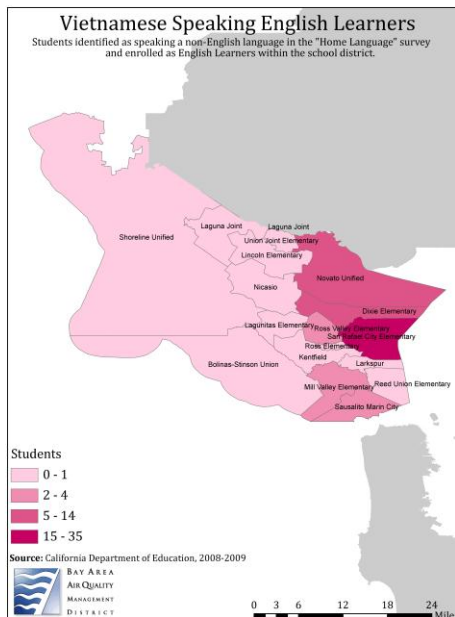 Vietnamese Speaking English Learners
Students identified as speaking a non-English language in the "Home Language" survey
and enrolled as English Learners within the school district.
Laguna Joint
Laguna Joint
Shoreline Unified
Union Joint Elementary
Lincoln Elementary
Novato Unified
Nicasio
Dixie Elementary
Lagunitas Elementary
Ross Valley Elementary
San Rafael City Elementary
Ross Elementary
Kentfield
Larkspur
Bolinas-Stinson Union
Mill Valley Elementary
Reed Union Elementary
Sausalito Marin City
Students
0 - 1
2 - 4
5 - 14
15 - 35
Source: California Department of Education, 2008-2009
BAY AREA
AIR QUALITY
MANAGEMENT
DISTRICT
0 3 6 12 18 24
Mile